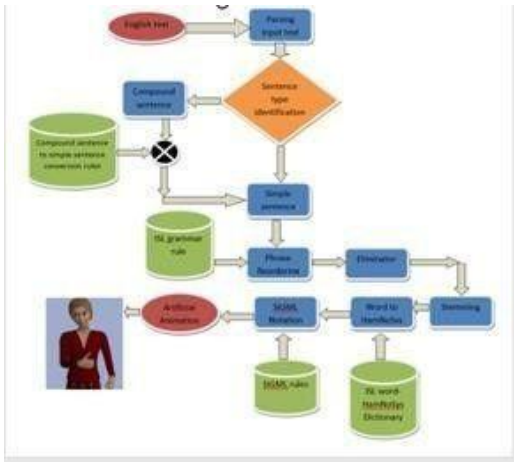 English text
Parsing
input text
Sentence
type
identification
Compound
sentence
Compound sentence
to simple sentence
conversion rules
Simple
sentence
ISL grammar
rule
Phrase
Reordering
Eliminator
Stemming
Word to
HamNoSys
SiGML
Notation
Artificial
Animation
SiGML rules
ISL word-
HamNoSys
Dictionary